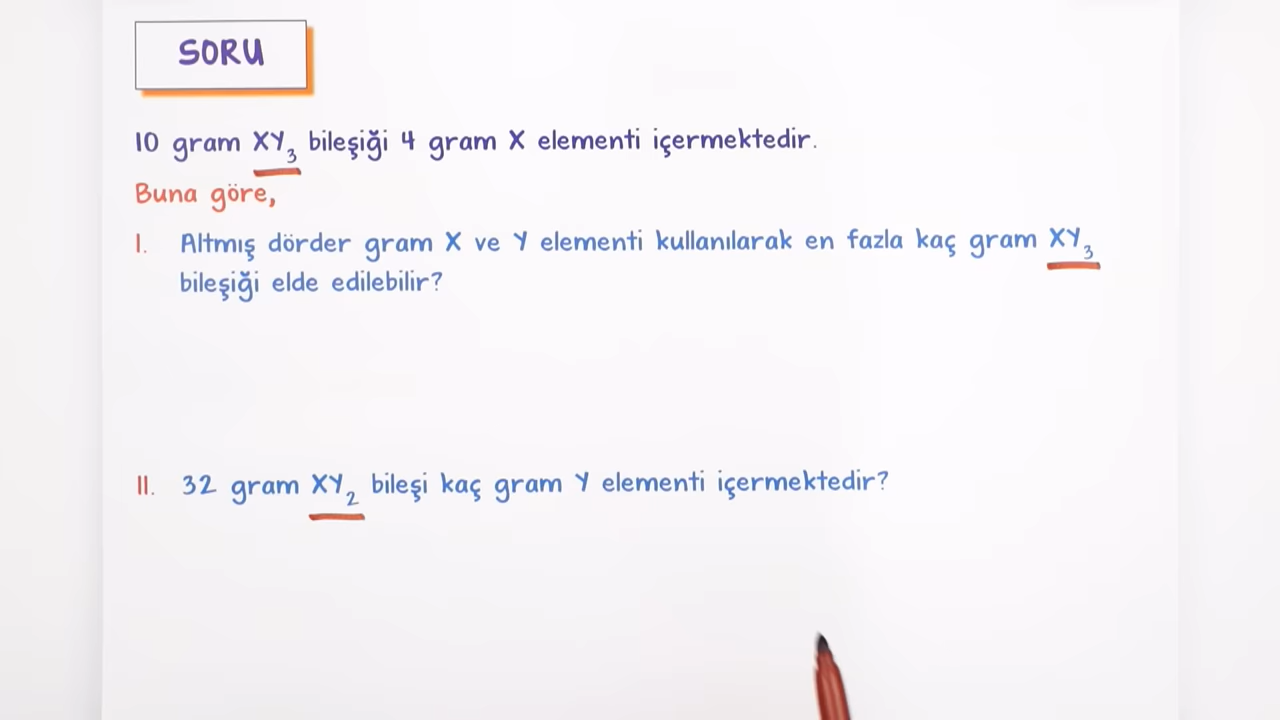 SORU
10 gram XY₃ bileşiği 4 gram X elementi içermektedir.
Buna göre,
I. Altmış dörder gram X ve Y elementi kullanılarak en fazla kaç gram XY₃
bileşiği elde edilebilir?
II. 32 gram XY₂ bileşi kaç gram Y elementi içermektedir?